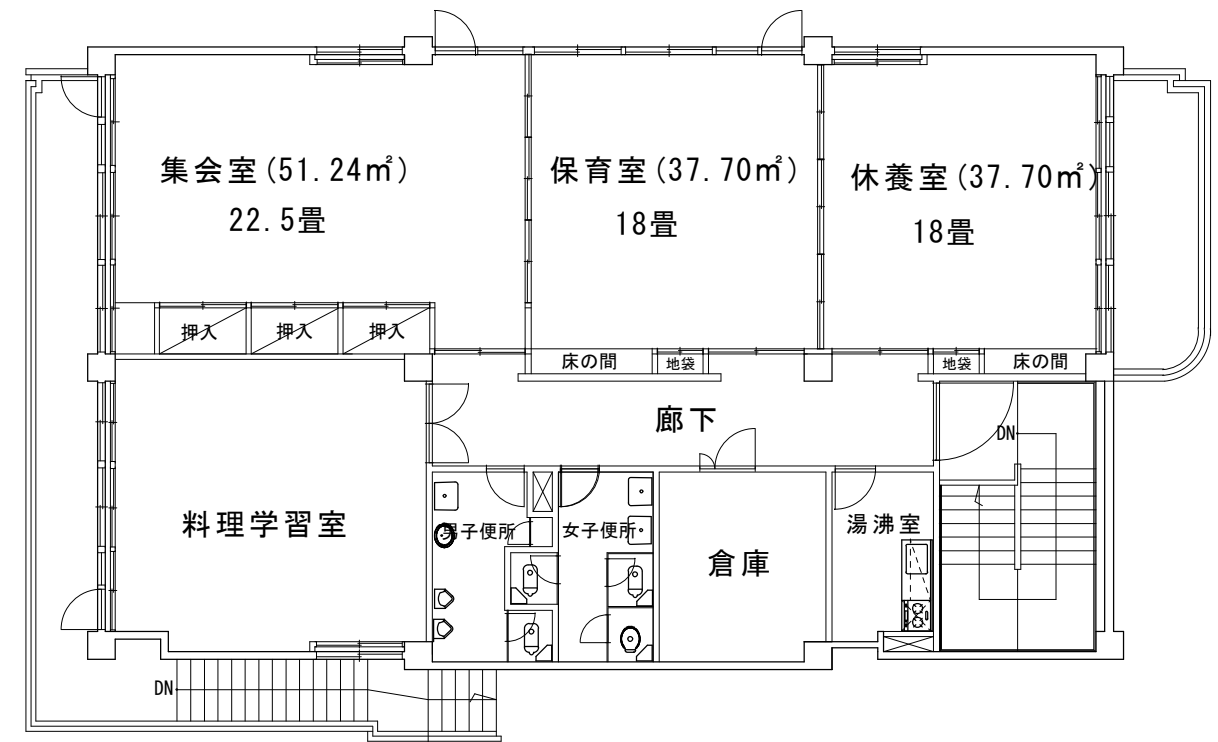 集会室(51.24㎡)
22.5畳
保育室(37.70㎡)
18畳
休養室(37.70㎡)
18畳
押入
押入
押入
床の間
地袋
地袋
床の間
廊下
DN
料理学習室
男子便所
女子便所
倉庫
湯沸室
DN